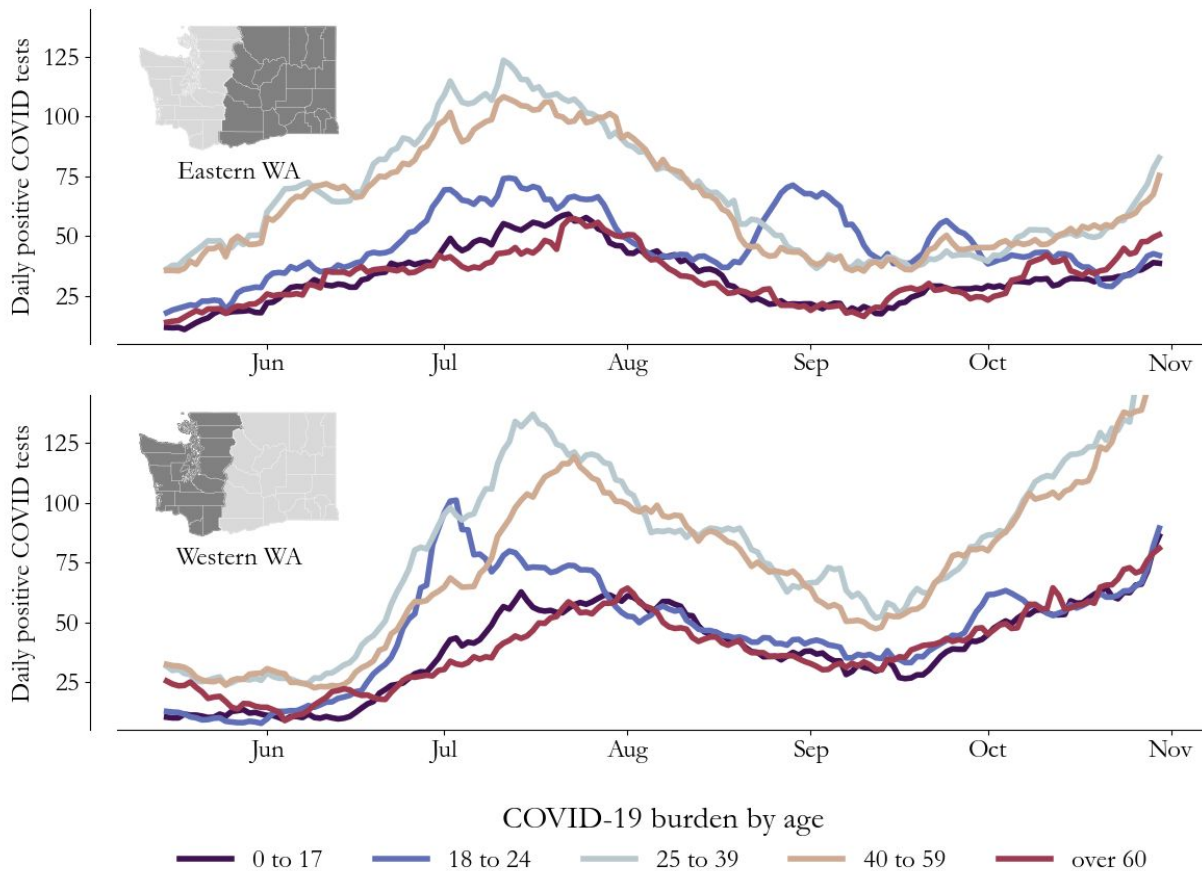 Daily positive COVID tests
125
100
75
50
25
Eastern WA
Jun Jul Aug Sep Oct Nov
Daily positive COVID tests
125
100
75
50
25
Western WA
Jun Jul Aug Sep Oct Nov
COVID-19 burden by age
0 to 17 18 to 24 25 to 39 40 to 59 over 60